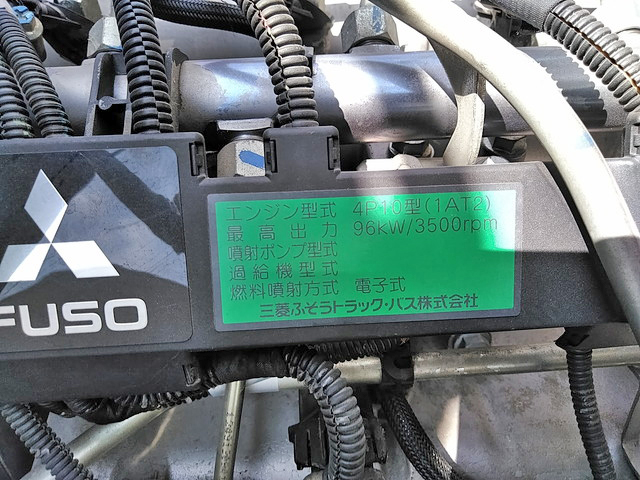 FUSO
エンジン型式 4P10型(1AT2)
最高出力 96kW/3500rpm
噴射ポンプ型式
過給機型式
燃料噴射方式 電子式
三菱ふそうトラック・バス株式会社